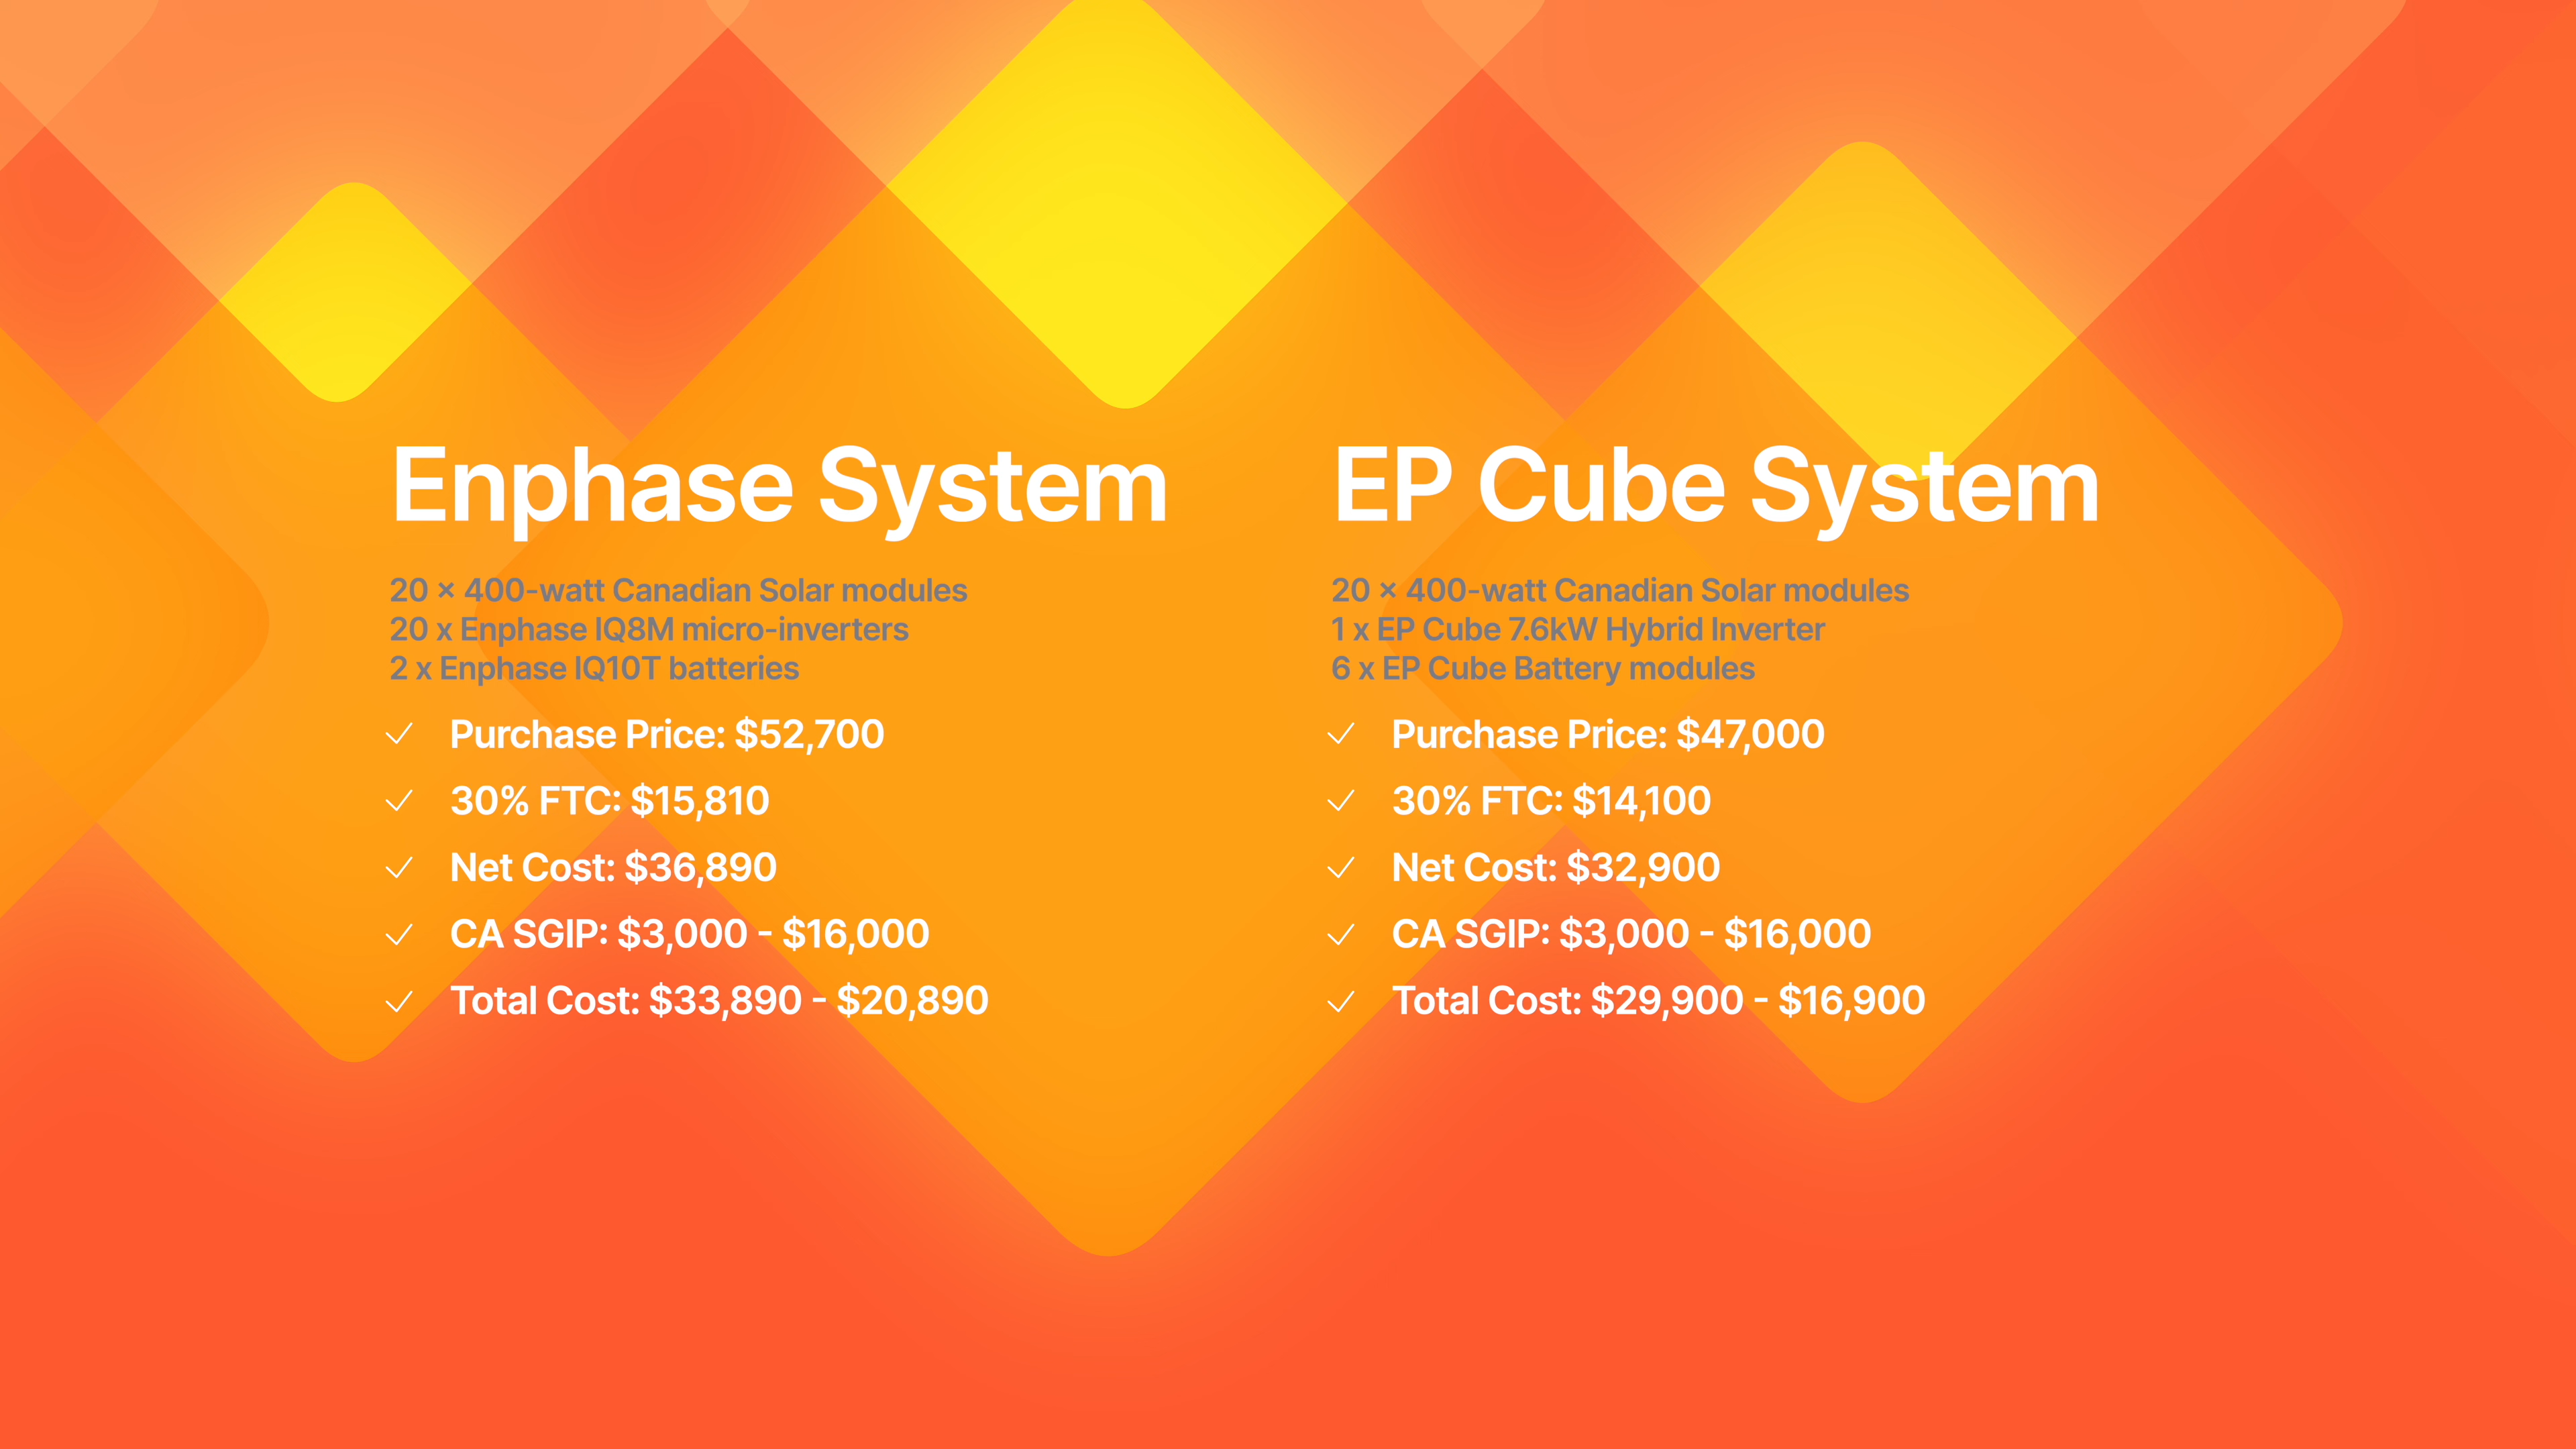 Enphase System
20 × 400-watt Canadian Solar modules
20 x Enphase IQ8M micro-inverters
2 x Enphase IQ10T batteries
Purchase Price: $52,700
30% FTC: $15,810
Net Cost: $36,890
CA SGIP: $3,000 - $16,000
Total Cost: $33,890 - $20,890
EP Cube System
20 × 400-watt Canadian Solar modules
1 x EP Cube 7.6kW Hybrid Inverter
6 x EP Cube Battery modules
Purchase Price: $47,000
30% FTC: $14,100
Net Cost: $32,900
CA SGIP: $3,000 - $16,000
Total Cost: $29,900 - $16,900